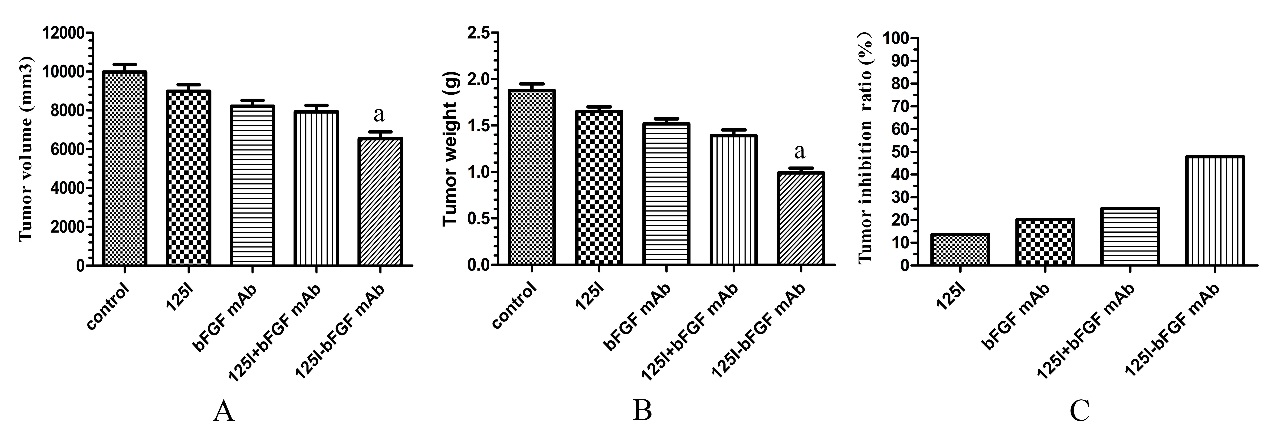 Tumor volume (mm3)
12000
10000
8000
6000
4000
2000
0
a
control
125I
bFGF mAb
125I+bFGF mAb
125I-bFGF mAb
A
Tumor weight (g)
2.5
2.0
1.5
1.0
0.5
0.0
a
control
125I
bFGF mAb
125I+bFGF mAb
125I-bFGF mAb
B
Tumor inhibition ratio (%)
100
90
80
70
60
50
40
30
20
10
0
125I
bFGF mAb
125I+bFGF mAb
125I-bFGF mAb
C